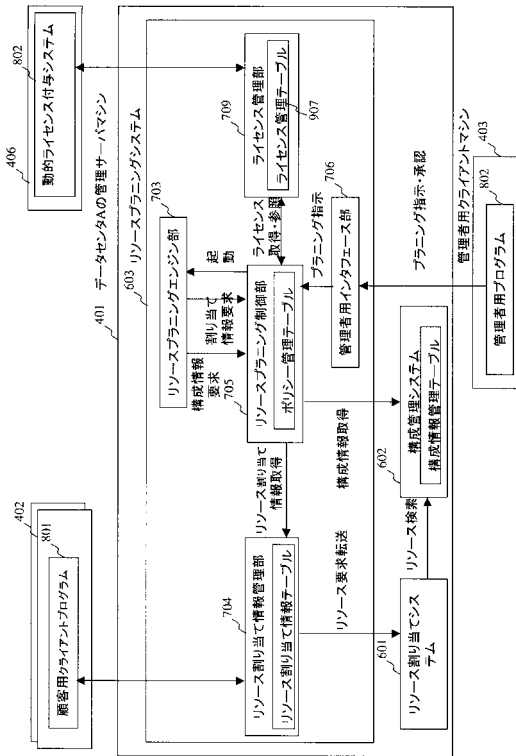 402
801
顧客用クライアントプログラム
406
802
動的ライセンス付与システム
401
データセンタAの管理サーバマシン
603
リソースプラニングシステム
703
リソースプラニングエンジン部
構成情報
要求
割り当て
情報要求
起
動
704
リソース割り当て情報管理部
リソース割り当て情報テーブル
リソース割り当て
情報取得
705
リソースプラニング制御部
ポリシー管理テーブル
ライセンス
取得・参照
709
ライセンス管理部
ライセンス管理テーブル
907
プラニング指示
706
管理者用インタフェース部
リソース要求転送
構成情報取得
プラニング指示・承認
601
リソース割り当てシス
テム
リソース検索
602
構成管理システム
構成情報管理テーブル
管理者用クライアントマシン
403
802
管理者用プログラム